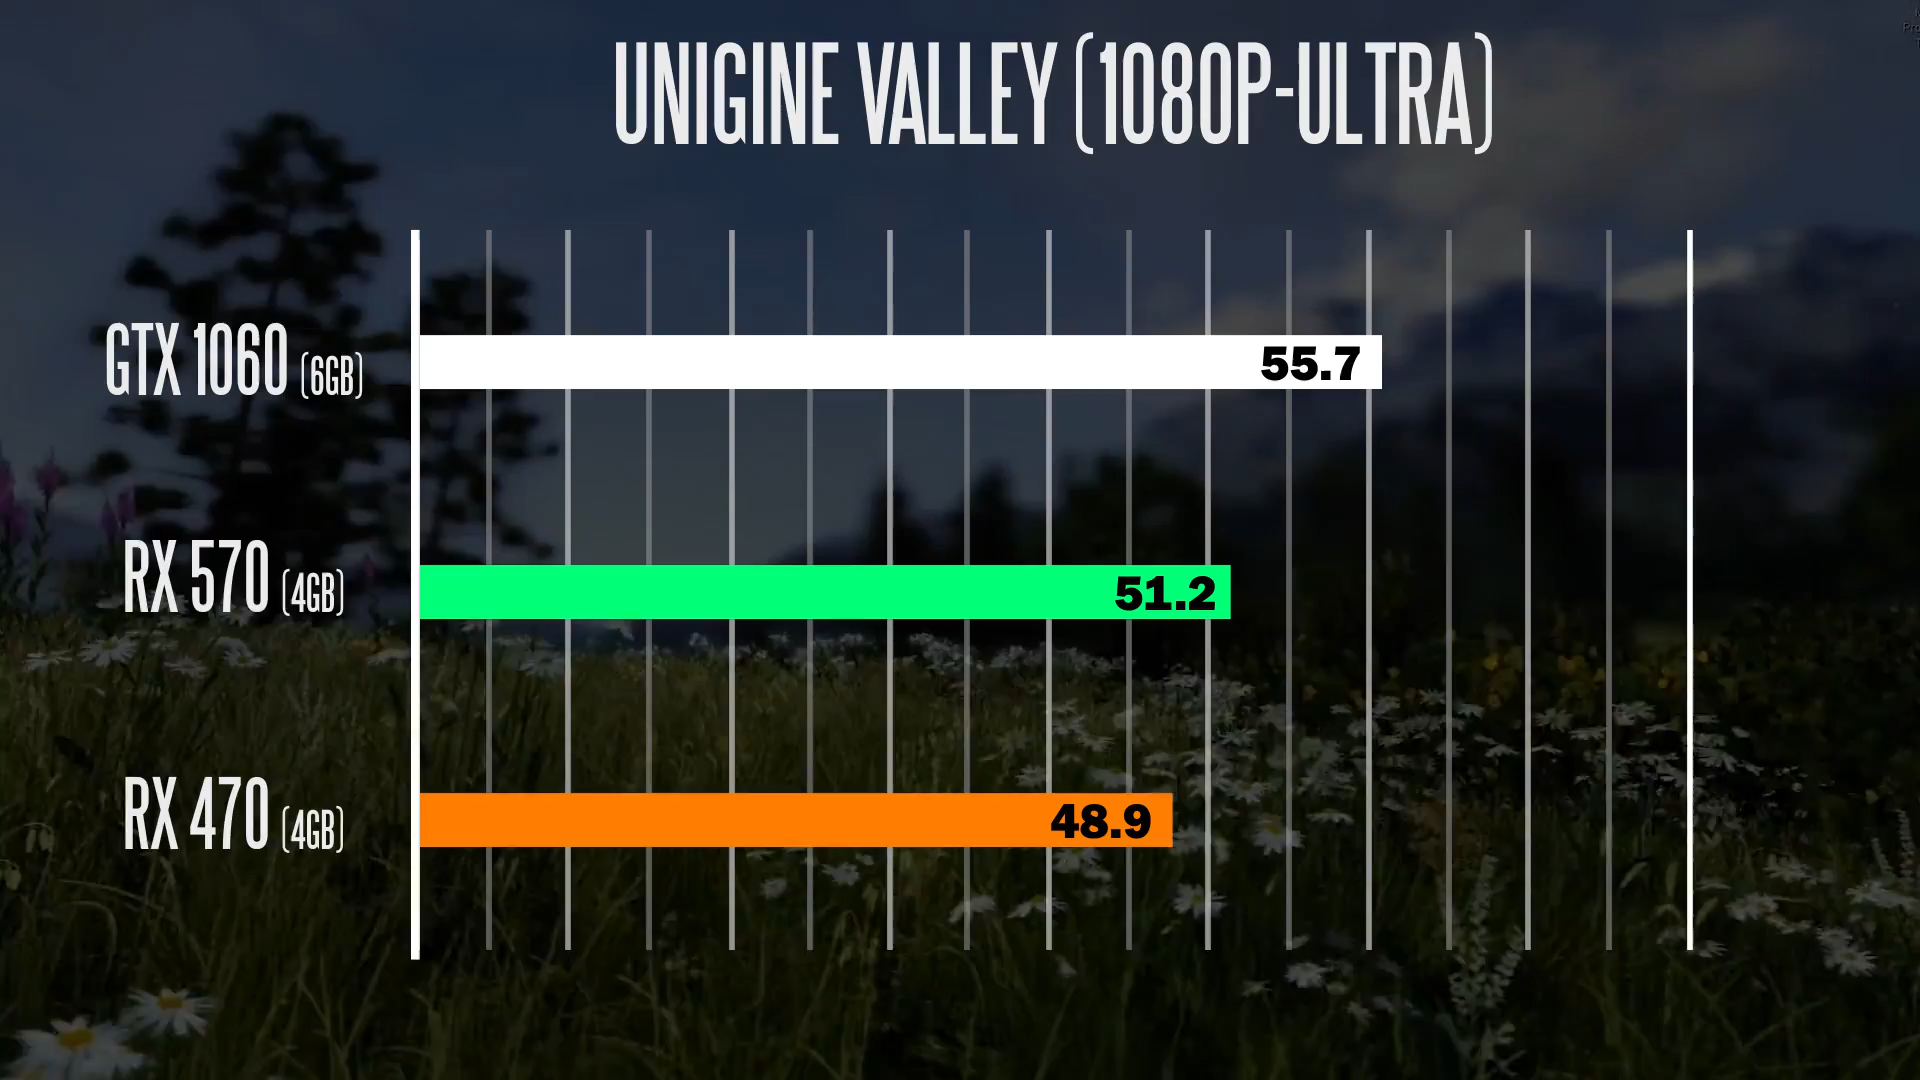 UNIGINE VALLEY (1080P-ULTRA)
GTX 1060 (6GB)
55.7
RX 570 (4GB)
51.2
RX 470 (4GB)
48.9